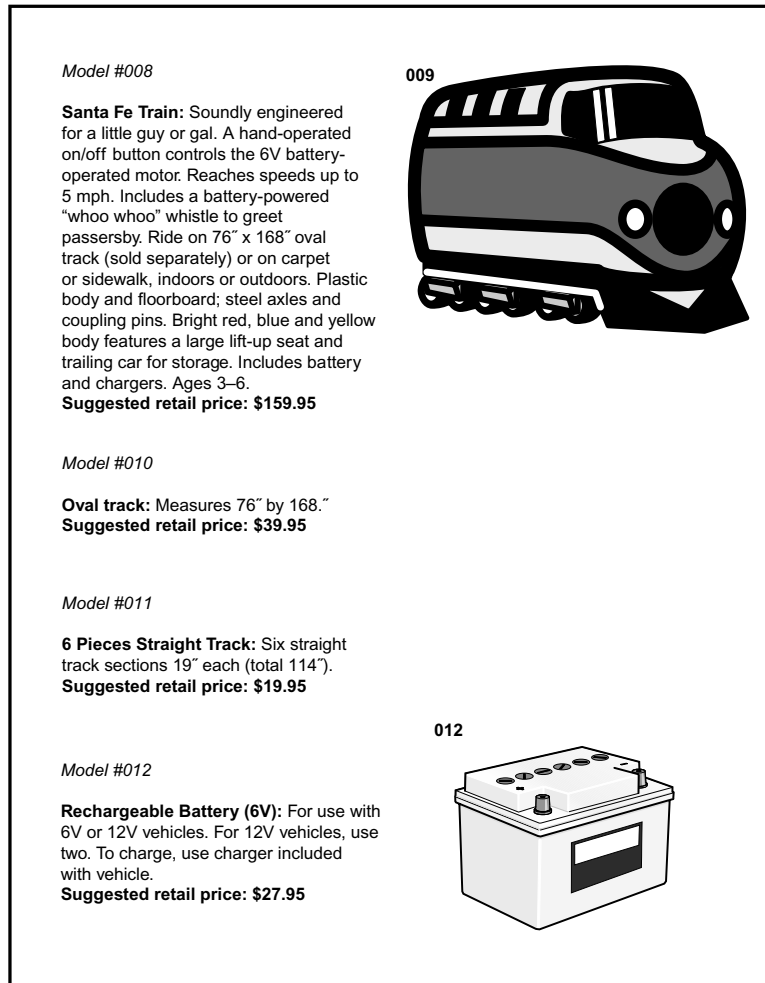 Model #008
009
Santa Fe Train: Soundly engineered
for a little guy or gal. A hand-operated
on/off button controls the 6V battery-
operated motor. Reaches speeds up to
5 mph. Includes a battery-powered
“whoo whoo” whistle to greet
passersby. Ride on 76˝ x 168˝ oval
track (sold separately) or on carpet
or sidewalk, indoors or outdoors. Plastic
body and floorboard; steel axles and
coupling pins. Bright red, blue and yellow
body features a large lift-up seat and
trailing car for storage. Includes battery
and chargers. Ages 3–6.
Suggested retail price: $159.95
Model #010
Oval track: Measures 76˝ by 168.˝
Suggested retail price: $39.95
Model #011
6 Pieces Straight Track: Six straight
track sections 19˝ each (total 114˝).
Suggested retail price: $19.95
012
Model #012
Rechargeable Battery (6V): For use with
6V or 12V vehicles. For 12V vehicles, use
two. To charge, use charger included
with vehicle.
Suggested retail price: $27.95